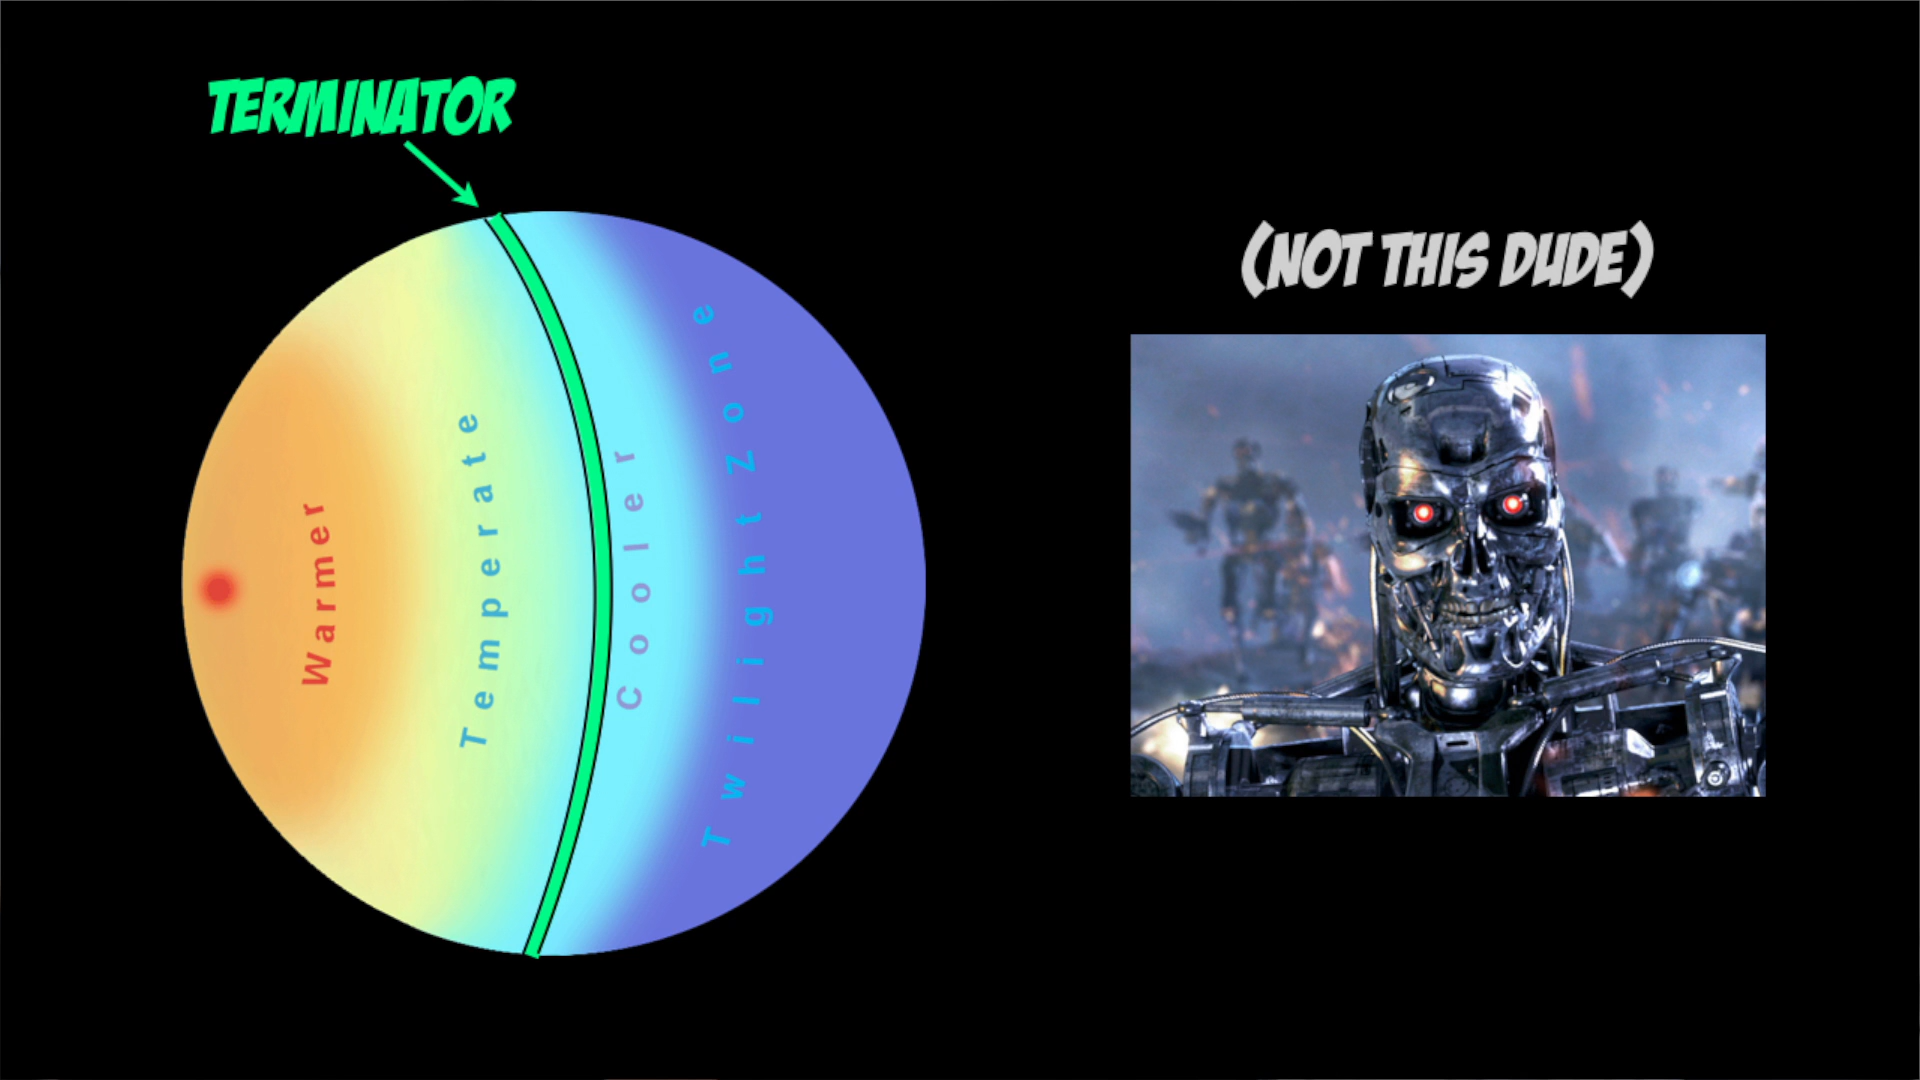 TERMINATOR
(NOT THIS DUDE)
Warmer
Temperate
Cooler
Twilight Zone